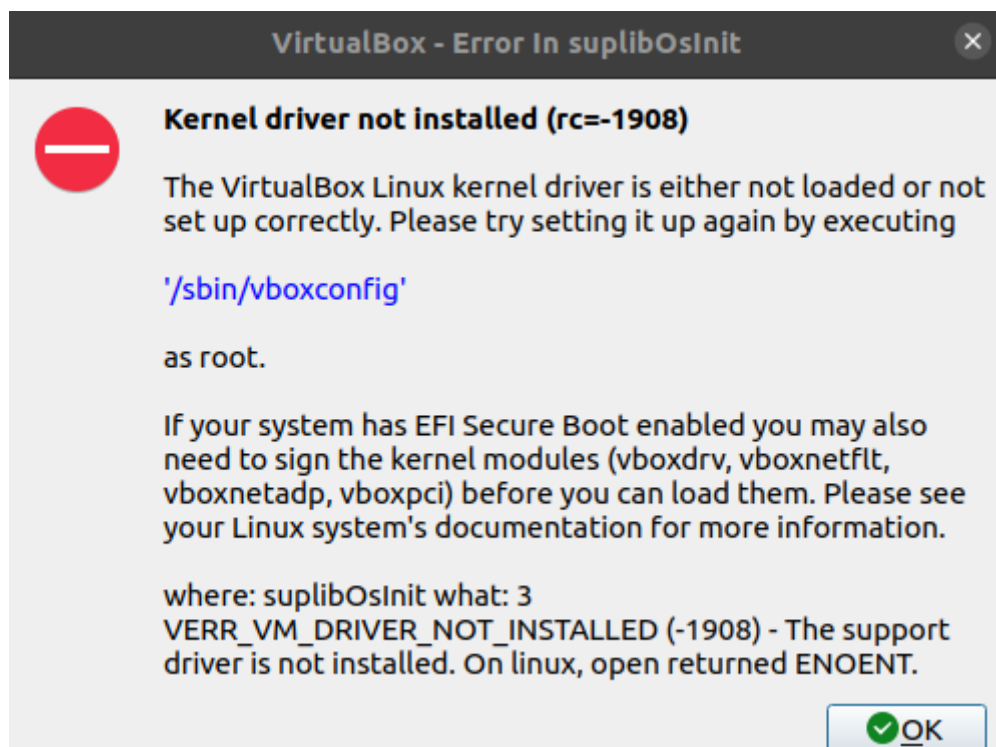 VirtualBox - Error In suplibOsInit
Kernel driver not installed (rc=-1908)
The VirtualBox Linux kernel driver is either not loaded or not
set up correctly. Please try setting it up again by executing
'/sbin/vboxconfig'
as root.
If your system has EFI Secure Boot enabled you may also
need to sign the kernel modules (vboxdrv, vboxnetflt,
vboxnetadp, vboxpci) before you can load them. Please see
your Linux system's documentation for more information.
where: suplibOsInit what: 3
VERR_VM_DRIVER_NOT_INSTALLED (-1908) - The support
driver is not installed. On linux, open returned ENOENT.
OK